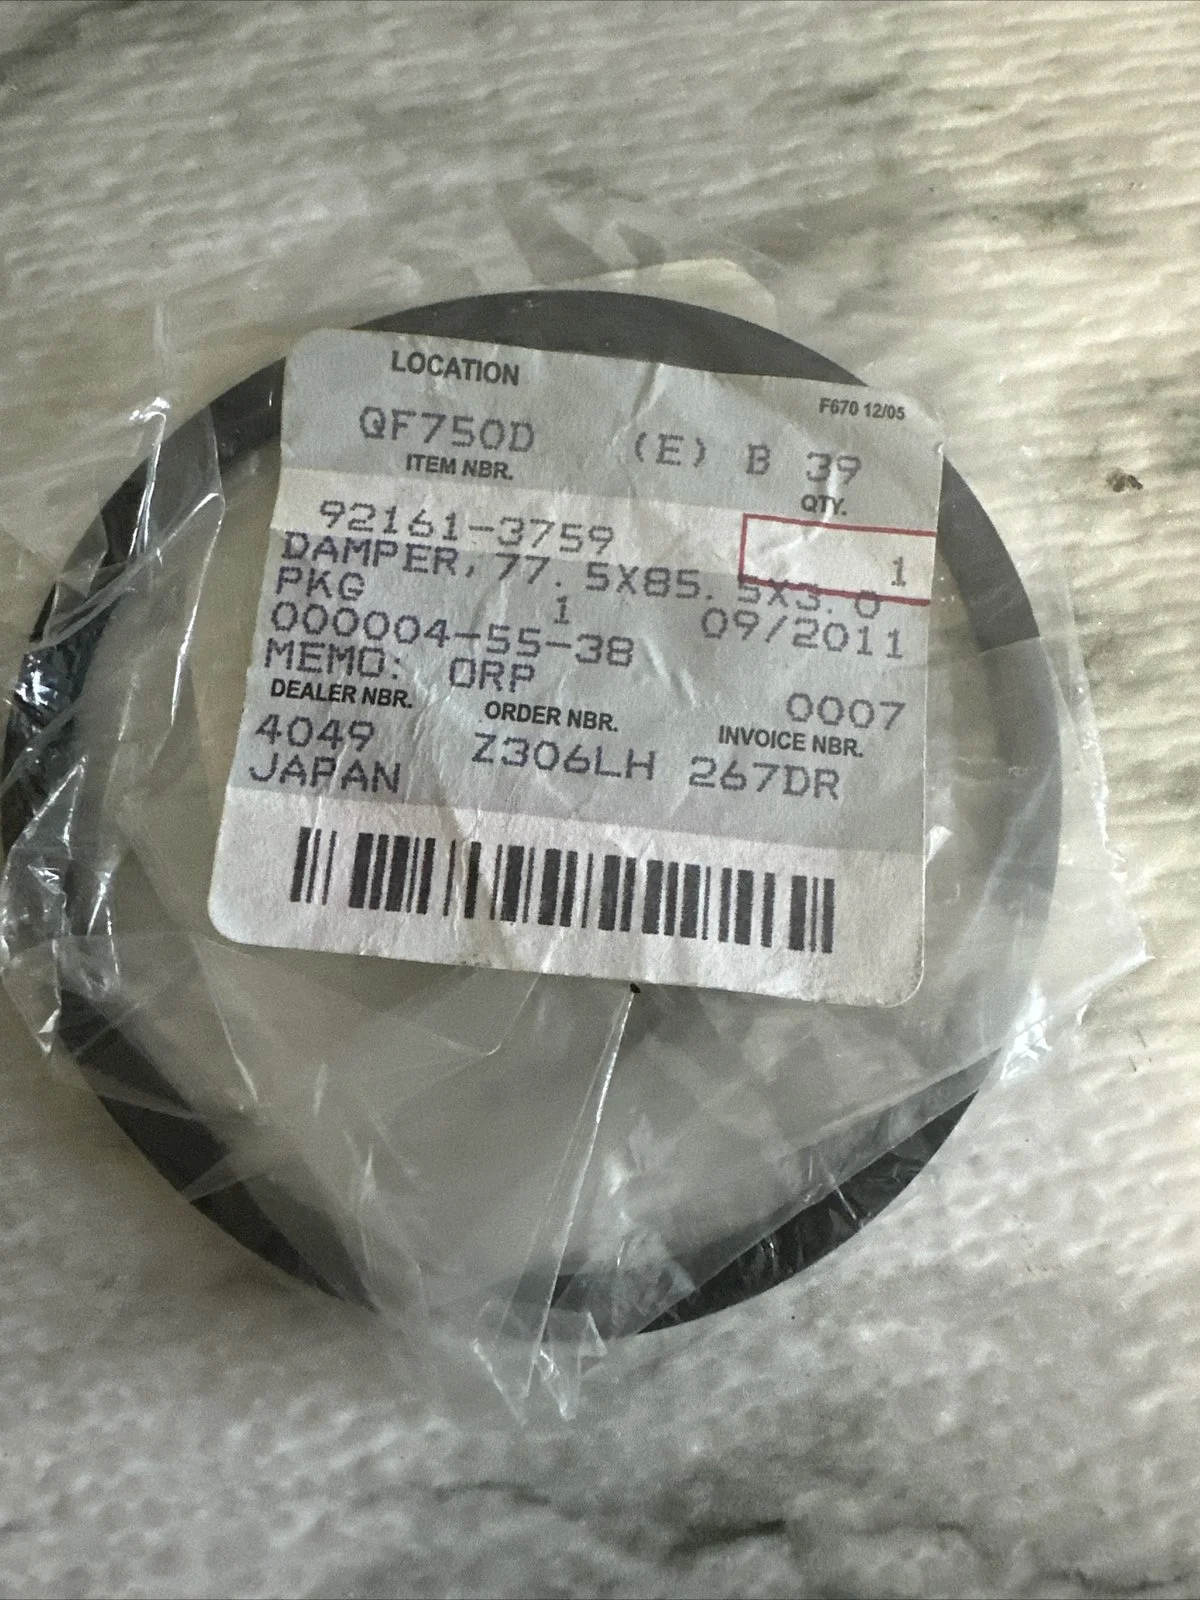 LOCATION
F670 12/05
QF750D (E) B 39
ITEM NBR. QTY.
92161-3759 1
DAMPER, 77.5X85.5X3.0
PKG 1 09/2011
000004-55-38
MEMO: ORP 0007
DEALER NBR. ORDER NBR. INVOICE NBR.
4049 Z306LH 267DR
JAPAN